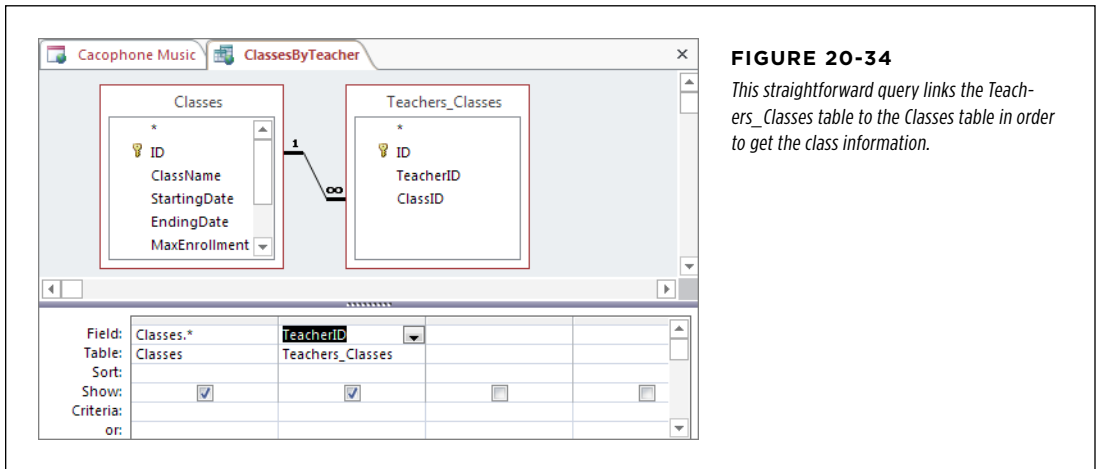 Cacophone Music
ClassesByTeacher
×
Classes
*
ID
ClassName
StartingDate
EndingDate
MaxEnrollment
1
∞
Teachers_Classes
*
ID
TeacherID
ClassID
Field: Classes.* TeacherID
Table: Classes Teachers_Classes
Sort:
Show:
Criteria:
or:
FIGURE 20-34
This straightforward query links the Teach-
ers_Classes table to the Classes table in order
to get the class information.